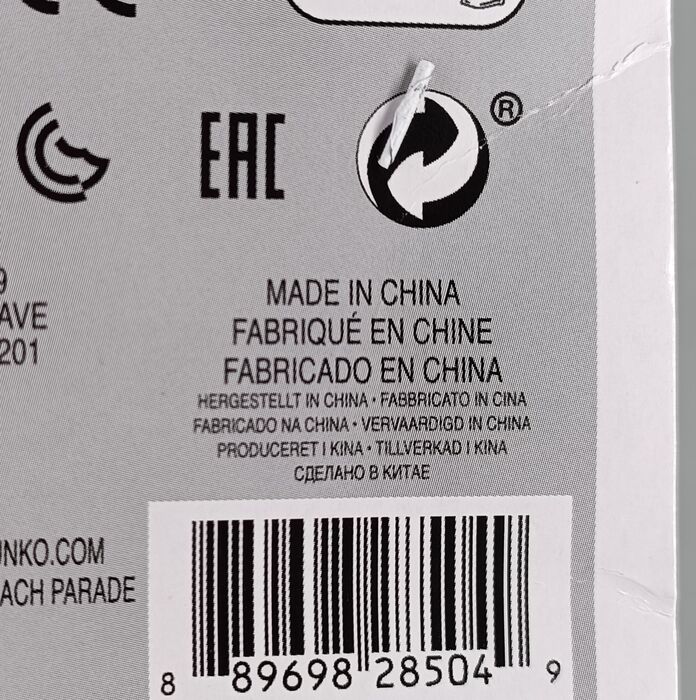 EAC
®
9
AVE
201
MADE IN CHINA
FABRIQUÉ EN CHINE
FABRICADO EN CHINA
HERGESTELLT IN CHINA • FABBRICATO IN CINA
FABRICADO NA CHINA • VERVAARDIGD IN CHINA
PRODUCERET I KINA • TILLVERKAD I KINA
СДЕЛАНО В КИТАЕ
NKO.COM
ACH PARADE
8 89698 28504 9